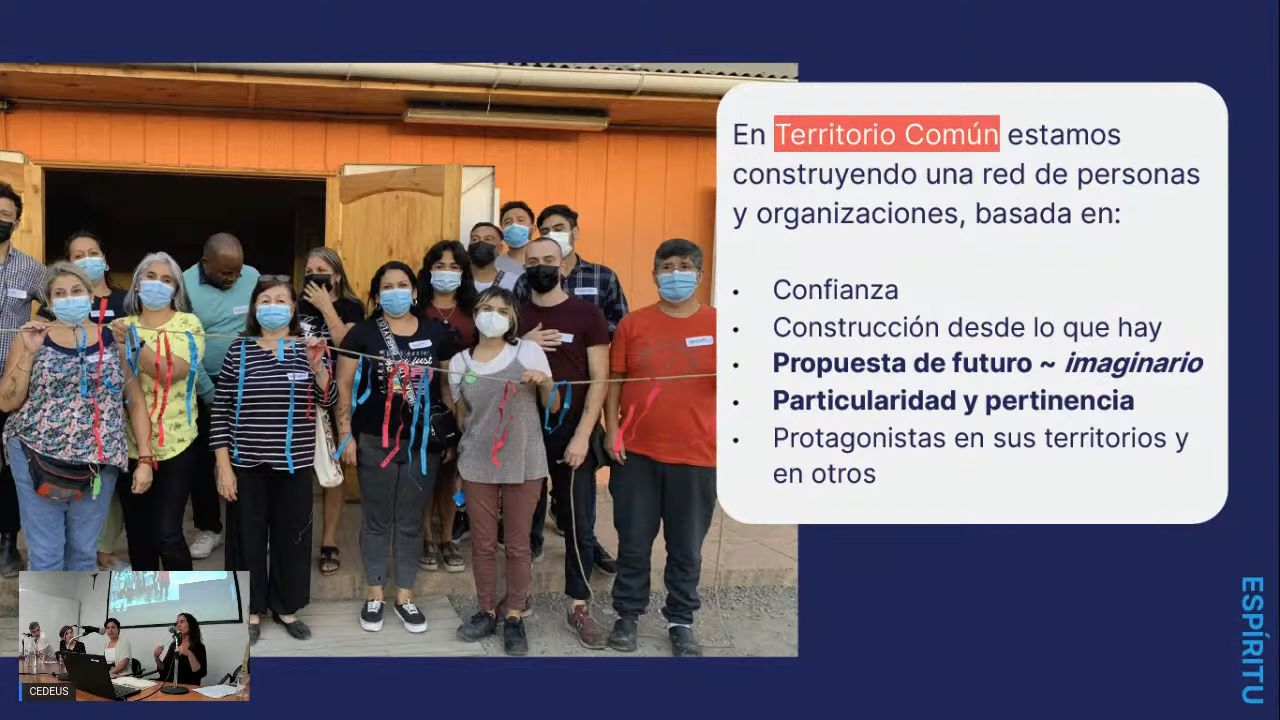 En Territorio Común estamos
construyendo una red de personas
y organizaciones, basada en:
• Confianza
• Construcción desde lo que hay
• Propuesta de futuro ~ imaginario
• Particularidad y pertinencia
• Protagonistas en sus territorios y
en otros
ESPÍRITU
CEDEUS